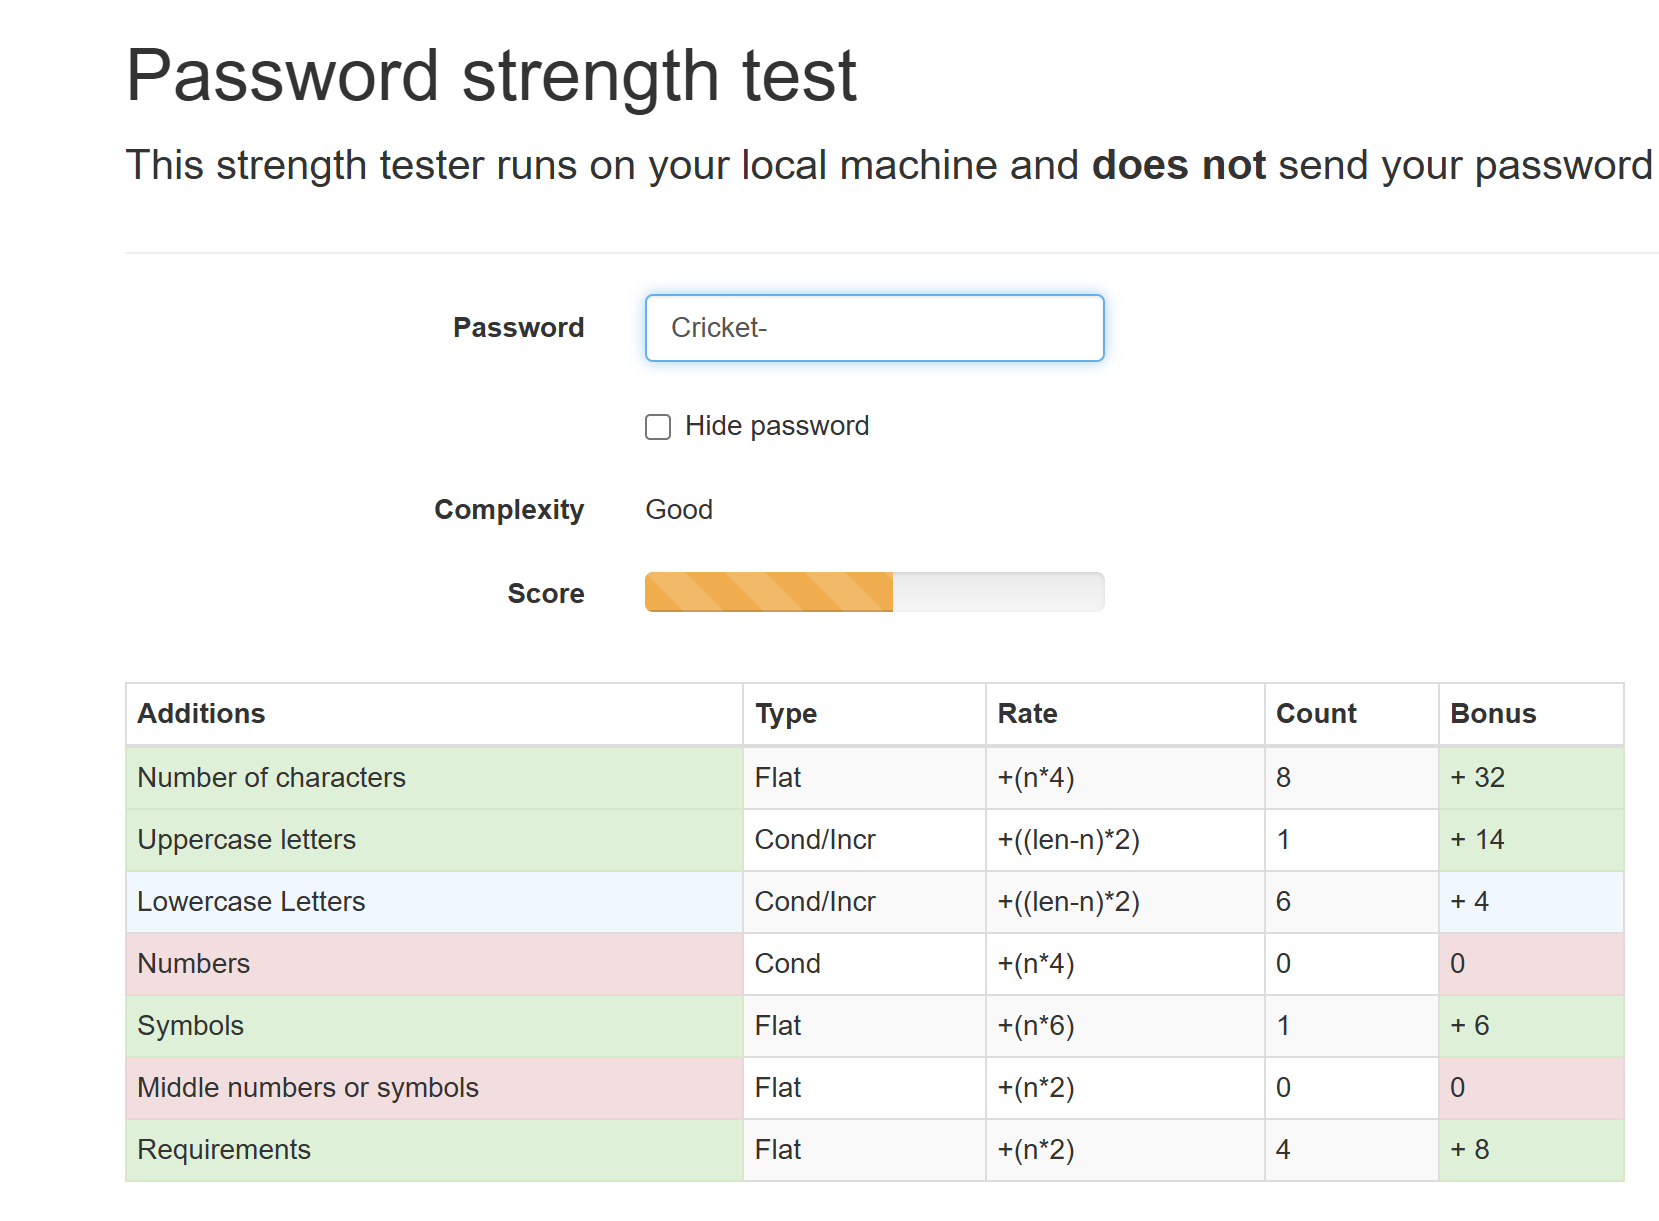 Password strength test
This strength tester runs on your local machine and does not send your password
Password
Cricket-
Hide password
Complexity
Good
Score
Additions Type Rate Count Bonus
Number of characters Flat +(n*4) 8 + 32
Uppercase letters Cond/Incr +((len-n)*2) 1 + 14
Lowercase Letters Cond/Incr +((len-n)*2) 6 + 4
Numbers Cond +(n*4) 0 0
Symbols Flat +(n*6) 1 + 6
Middle numbers or symbols Flat +(n*2) 0 0
Requirements Flat +(n*2) 4 + 8